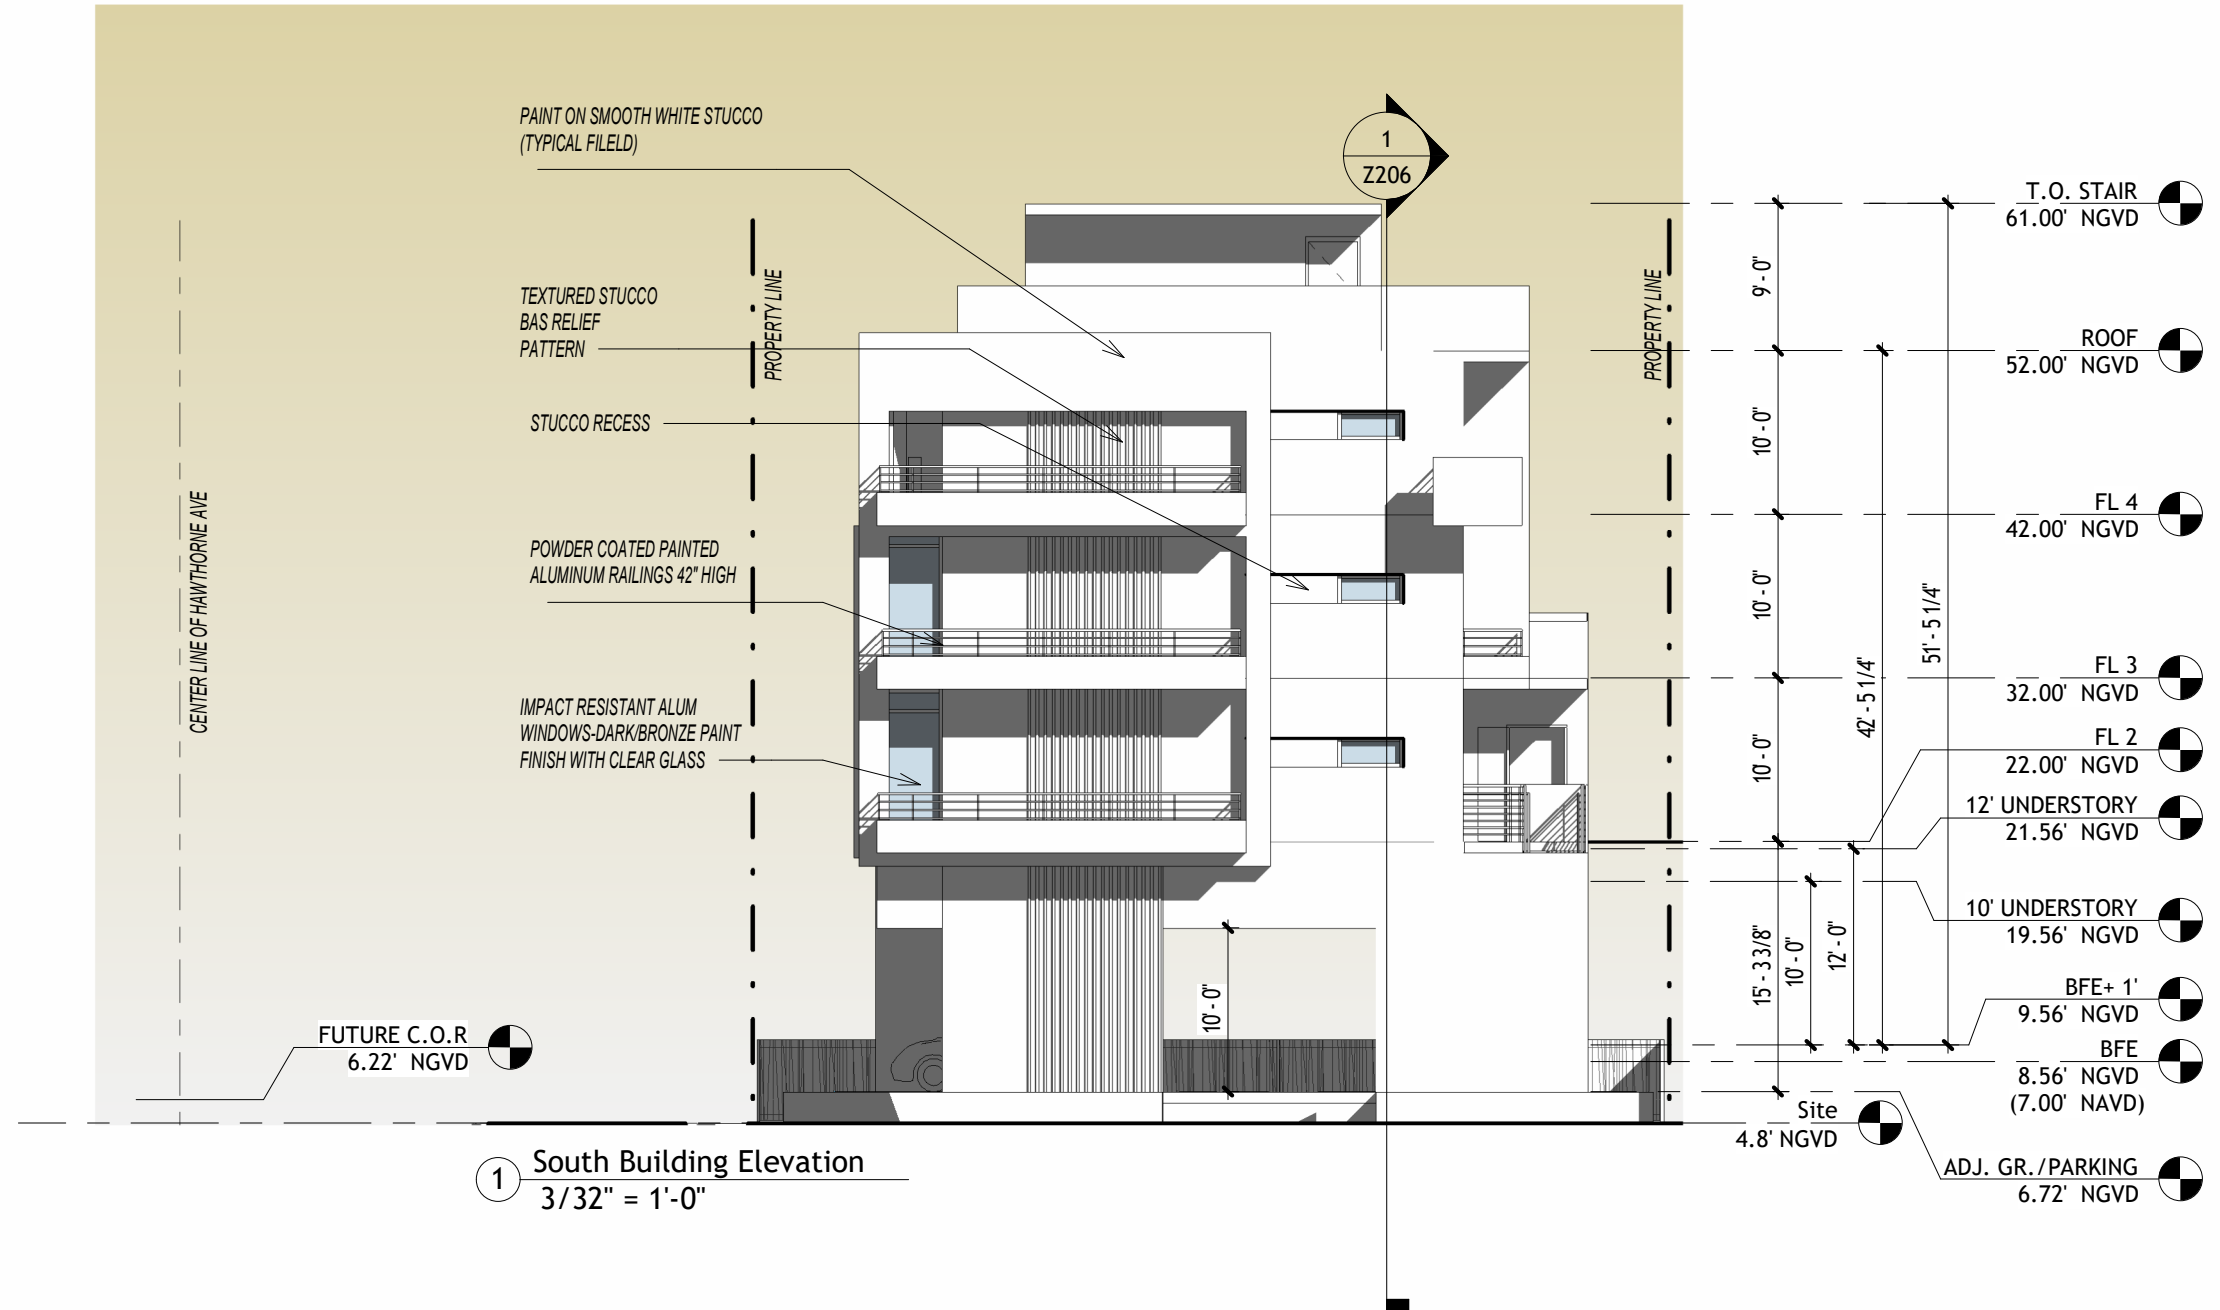 PAINT ON SMOOTH WHITE STUCCO
(TYPICAL FILELD)
TEXTURED STUCCO
BAS RELIEF
PATTERN
STUCCO RECESS
POWDER COATED PAINTED
ALUMINUM RAILINGS 42" HIGH
IMPACT RESISTANT ALUM
WINDOWS-DARK/BRONZE PAINT
FINISH WITH CLEAR GLASS
CENTER LINE OF HAWTHORNE AVE
PROPERTY LINE
PROPERTY LINE
1
Z206
FUTURE C.O.R
6.22' NGVD
10' - 0"
9' - 0"
10' - 0"
10' - 0"
10' - 0"
15' - 3 3/8"
10' - 0"
12' - 0"
42' - 5 1/4"
51' - 5 1/4"
T.O. STAIR
61.00' NGVD
ROOF
52.00' NGVD
FL 4
42.00' NGVD
FL 3
32.00' NGVD
FL 2
22.00' NGVD
12' UNDERSTORY
21.56' NGVD
10' UNDERSTORY
19.56' NGVD
BFE+ 1'
9.56' NGVD
BFE
8.56' NGVD
(7.00' NAVD)
Site
4.8' NGVD
ADJ. GR./PARKING
6.72' NGVD
1
South Building Elevation
3/32" = 1'-0"